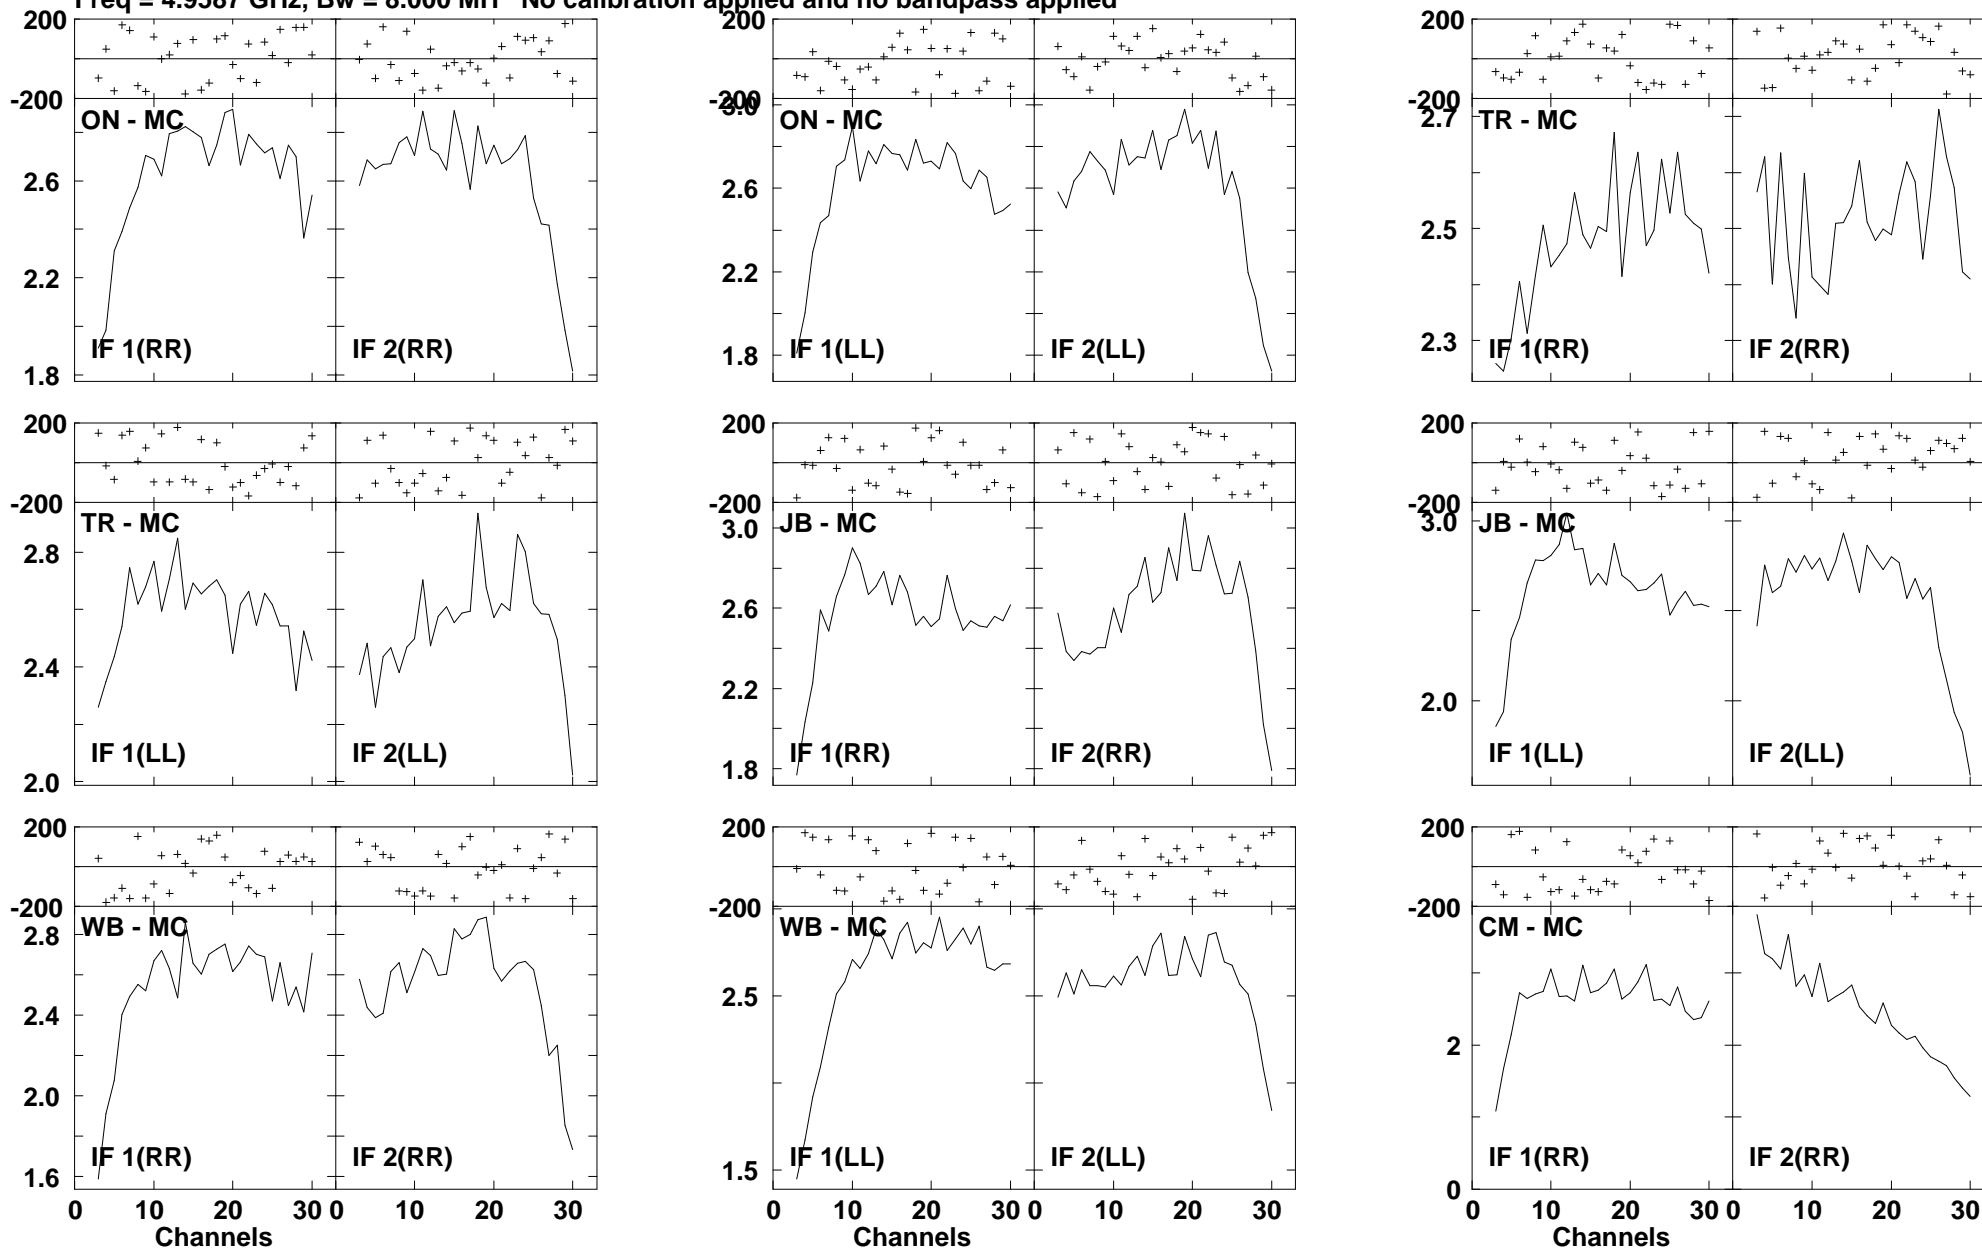 Freq = 4.9587 GHz, Bw = 8.000 MH No calibration applied and no bandpass applied
200 200 200
-200 -200 -200
3.0 2.7
ON - MC ON - MC TR - MC
2.6 2.6 2.5
2.2 2.2 2.3
IF 1(RR) IF 2(RR) IF 1(LL) IF 2(LL) IF 1(RR) IF 2(RR)
1.8 1.8
200 200 200
-200 -200 -200
TR - MC JB - MC JB - MC
2.8 3.0 3.0
2.4 2.6 2.0
2.2
IF 1(LL) IF 2(LL) IF 1(RR) IF 2(RR) IF 1(LL) IF 2(LL)
2.0 1.8
200 200 200
-200 -200 -200
WB - MC WB - MC CM - MC
2.8 2.5 2
2.4
2.0
IF 1(RR) IF 2(RR) IF 1(LL) IF 2(LL) IF 1(RR) IF 2(RR)
1.6 1.5 0
0 10 20 30 0 10 20 30 0 10 20 30 0 10 20 30 0 10 20 30 0 10 20 30
Channels Channels Channels